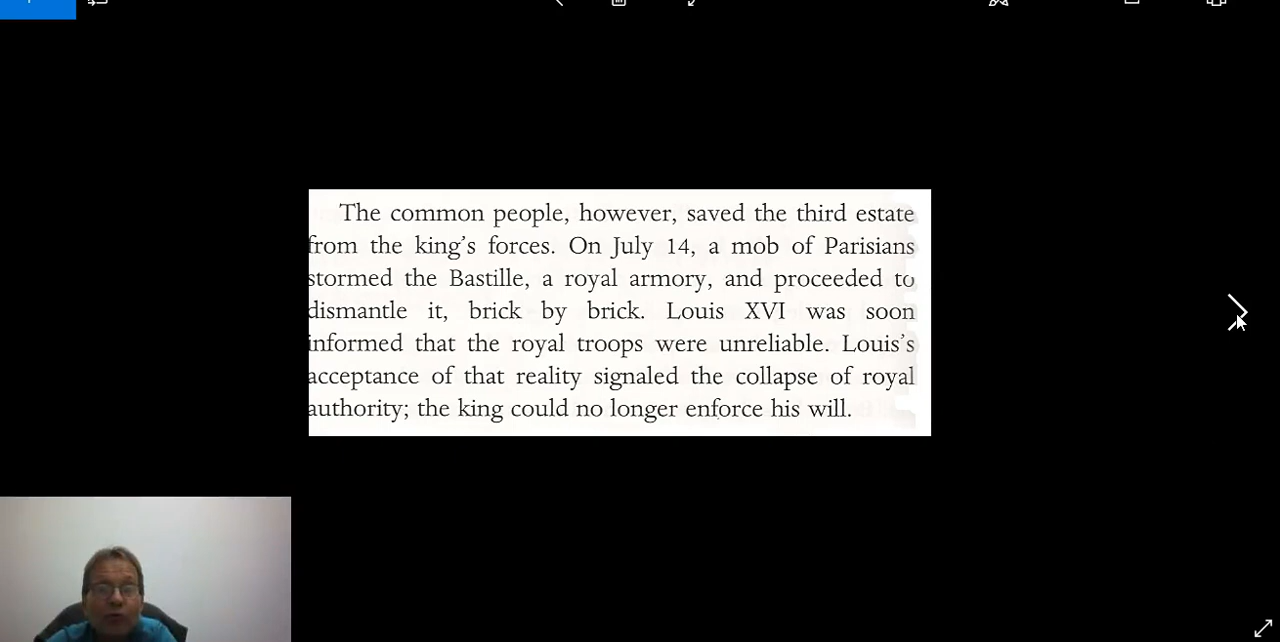 The common people, however, saved the third estate
from the king's forces. On July 14, a mob of Parisians
stormed the Bastille, a royal armory, and proceeded to
dismantle it, brick by brick. Louis XVI was soon
informed that the royal troops were unreliable. Louis's
acceptance of that reality signaled the collapse of royal
authority; the king could no longer enforce his will.